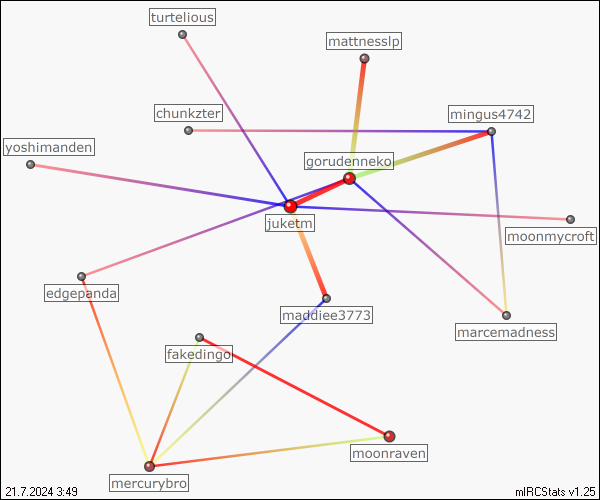 turtelious
mattnesslp
chunkzter
mingus4742
yoshimanden
goruderneko
juketm
moonmycroft
edgepanda
maddiee3773
marcemadness
fakedingo
moonraven
mercurybro
21.7.2024 3:49
mIRCStats v1.25